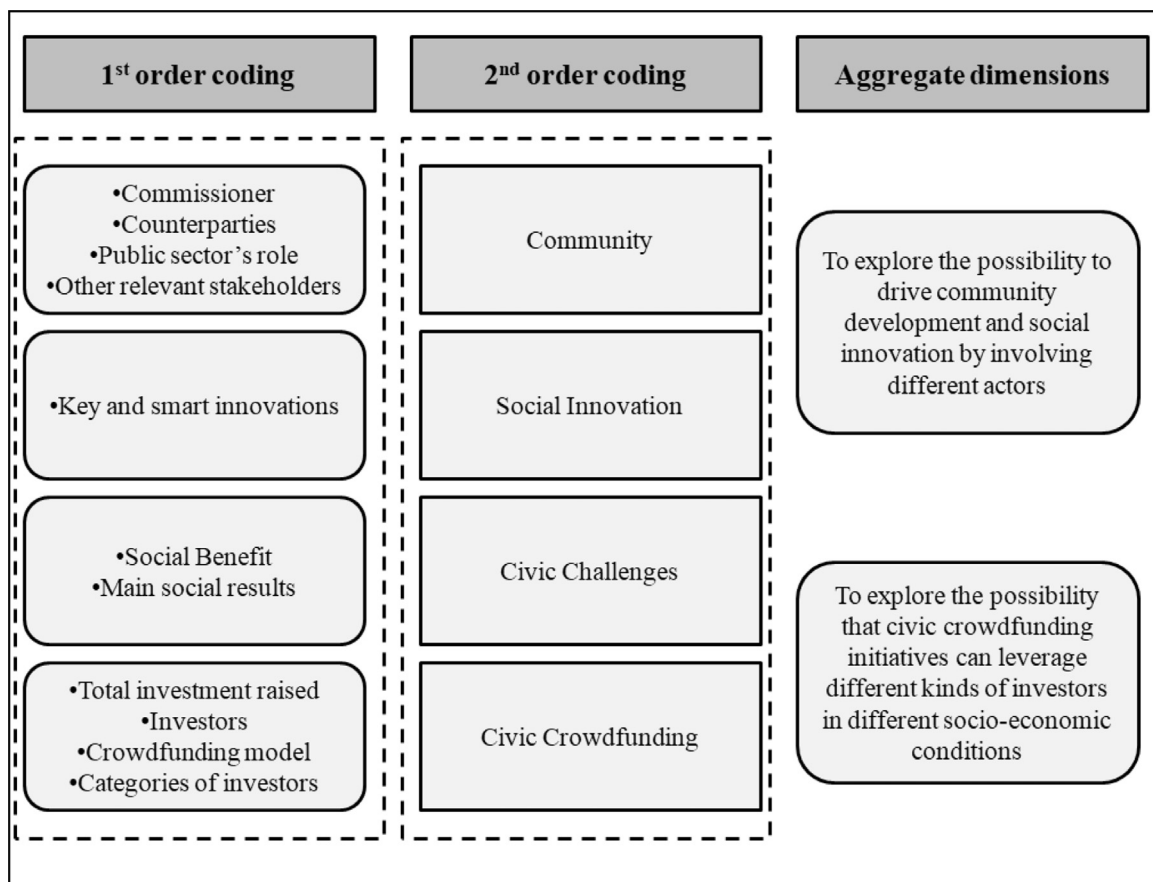 1st order coding
2nd order coding
Aggregate dimensions
•Commissioner
•Counterparties
•Public sector’s role
•Other relevant stakeholders
Community
To explore the possibility to
drive community
development and social
innovation by involving
different actors
•Key and smart innovations
Social Innovation
•Social Benefit
•Main social results
Civic Challenges
To explore the possibility
that civic crowdfunding
initiatives can leverage
different kinds of investors
in different socio-economic
conditions
•Total investment raised
•Investors
•Crowdfunding model
•Categories of investors
Civic Crowdfunding